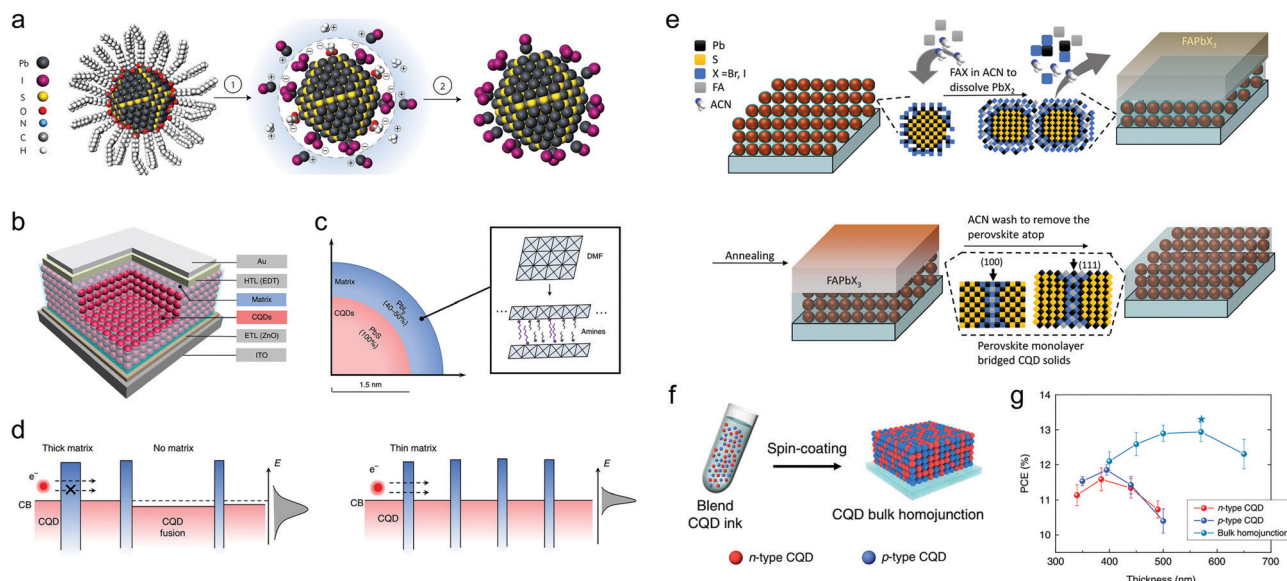 a
Pb
I
S
O
N
C
H
1
2
b
Au
HTL (EDT)
Matrix
CQDs
ETL (ZnO)
ITO
c
Matrix
PbI2
(40–50%)
CQDs
PbS
(100%)
1.5 nm
DMF
Amines
d
Thick matrix
No matrix
E
e−
CB
CQD
CQD
fusion
Thin matrix
E
e−
CB
CQD
e
Pb
S
X =Br, I
FA
ACN
FAX in ACN to
dissolve PbX2
FAPbX3
Annealing
FAPbX3
ACN wash to remove the
perovskite atop
(100)
(111)
Perovskite monolayer
bridged CQD solids
f
Spin-coating
Blend
CQD ink
CQD bulk homojunction
n-type CQD
p-type CQD
g
PCE (%)
14
13
12
11
10
n-type CQD
p-type CQD
Bulk homojunction
300
400
500
600
700
Thickness (nm)